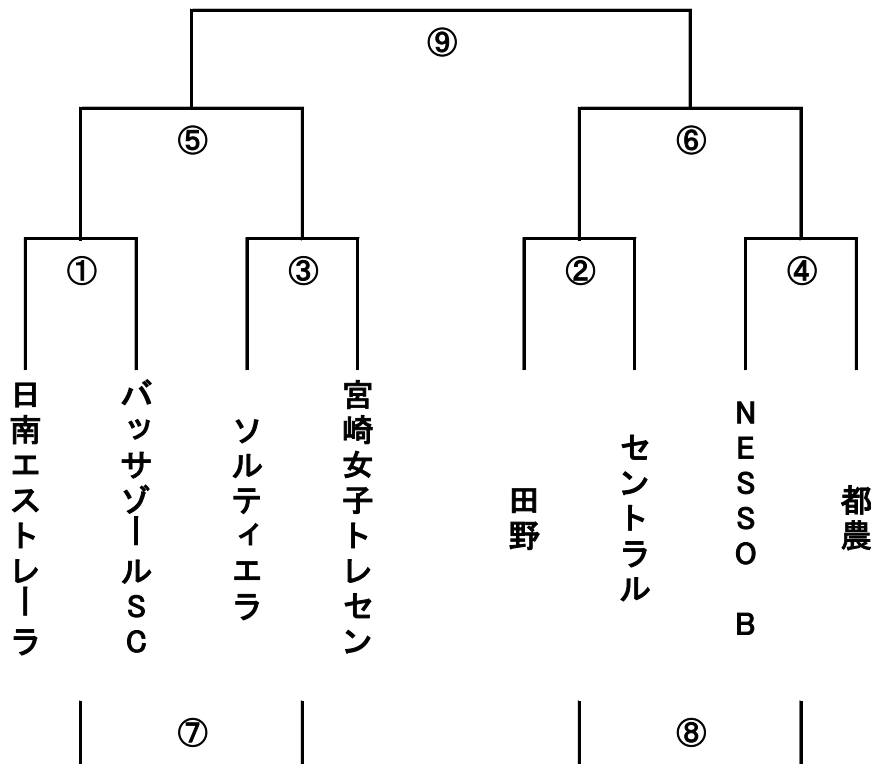 ⑨
⑤
⑥
①
③
②
④
日南エストレーラ
バッサゾールSC
ソルティエラ
宮崎女子トレセン
田野
セントラル
NESSO B
都農
⑦
⑧